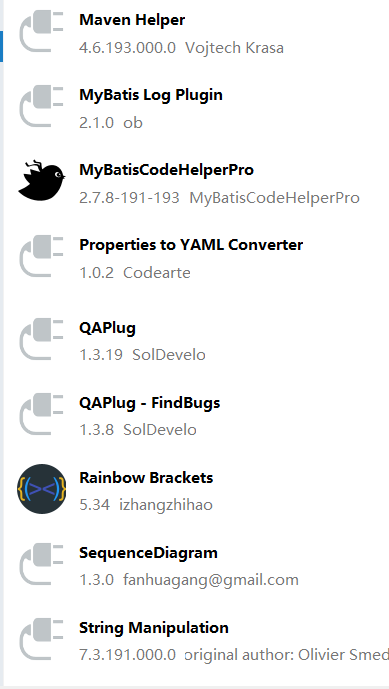 Maven Helper
4.6.193.000.0 Vojtech Krasa
MyBatis Log Plugin
2.1.0 ob
MyBatisCodeHelperPro
2.7.8-191-193 MyBatisCodeHelperPro
Properties to YAML Converter
1.0.2 Codearte
QAPlug
1.3.19 SolDevelo
QAPlug - FindBugs
1.3.8 SolDevelo
Rainbow Brackets
5.34 izhangzhihao
SequenceDiagram
1.3.0 fanhuagang@gmail.com
String Manipulation
7.3.191.000.0 original author: Olivier Smed